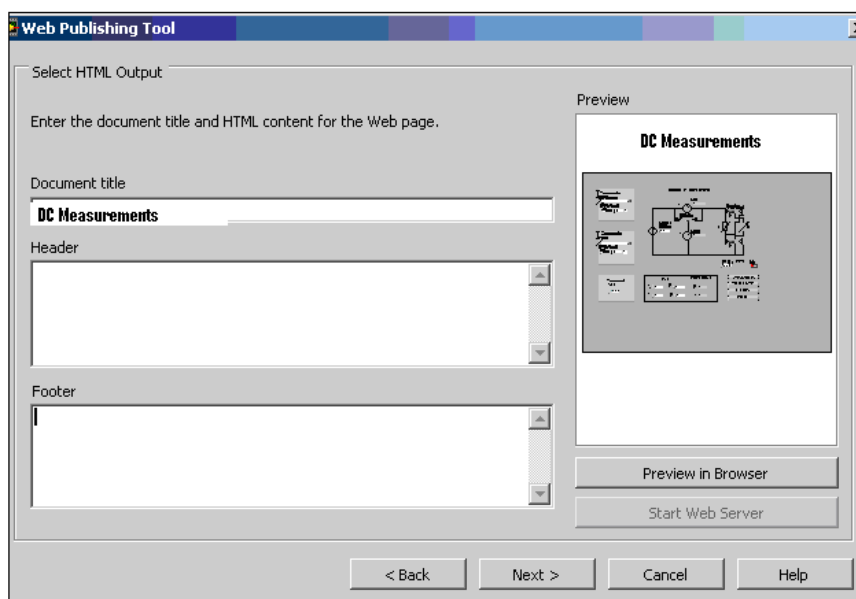 Web Publishing Tool
Select HTML Output
Enter the document title and HTML content for the Web page.
Document title
DC Measurements
Header
Footer
Preview
DC Measurements
Preview in Browser
Start Web Server
< Back
Next >
Cancel
Help